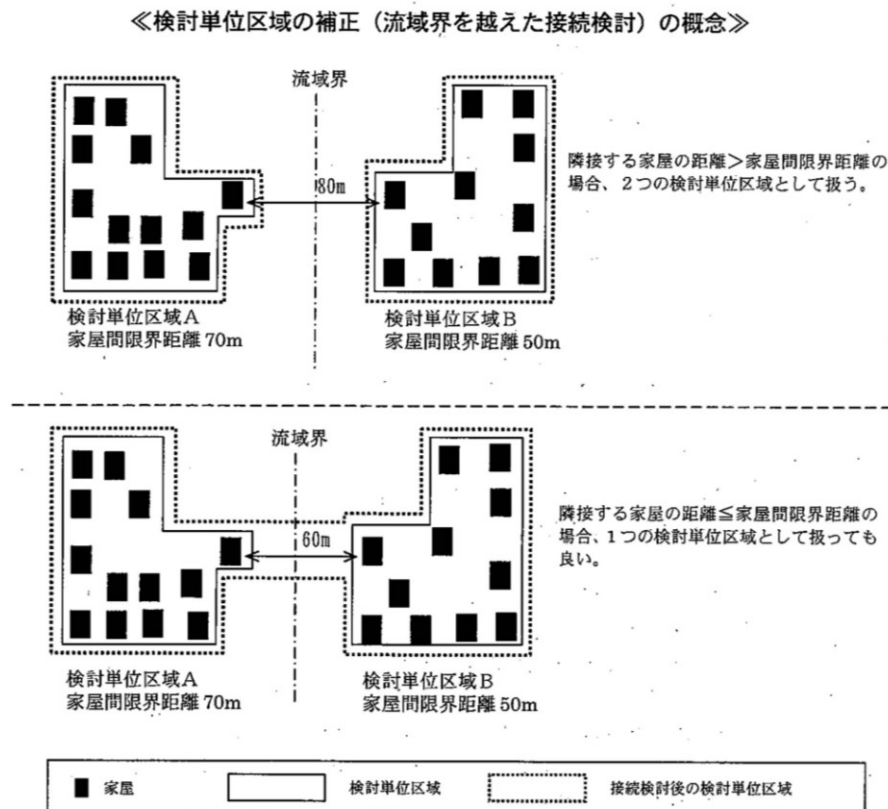 ≪検討単位区域の補正（流域界を越えた接続検討）の概念≫
流域界
80m
隣接する家屋の距離＞家屋間限界距離の
場合、２つの検討単位区域として扱う。
検討単位区域Ａ
家屋間限界距離 70m
検討単位区域Ｂ
家屋間限界距離 50m
流域界
60m
隣接する家屋の距離≦家屋間限界距離の
場合、１つの検討単位区域として扱っても
良い。
検討単位区域Ａ
家屋間限界距離 70m
検討単位区域Ｂ
家屋間限界距離 50m
家屋
検討単位区域
接続検討後の検討単位区域